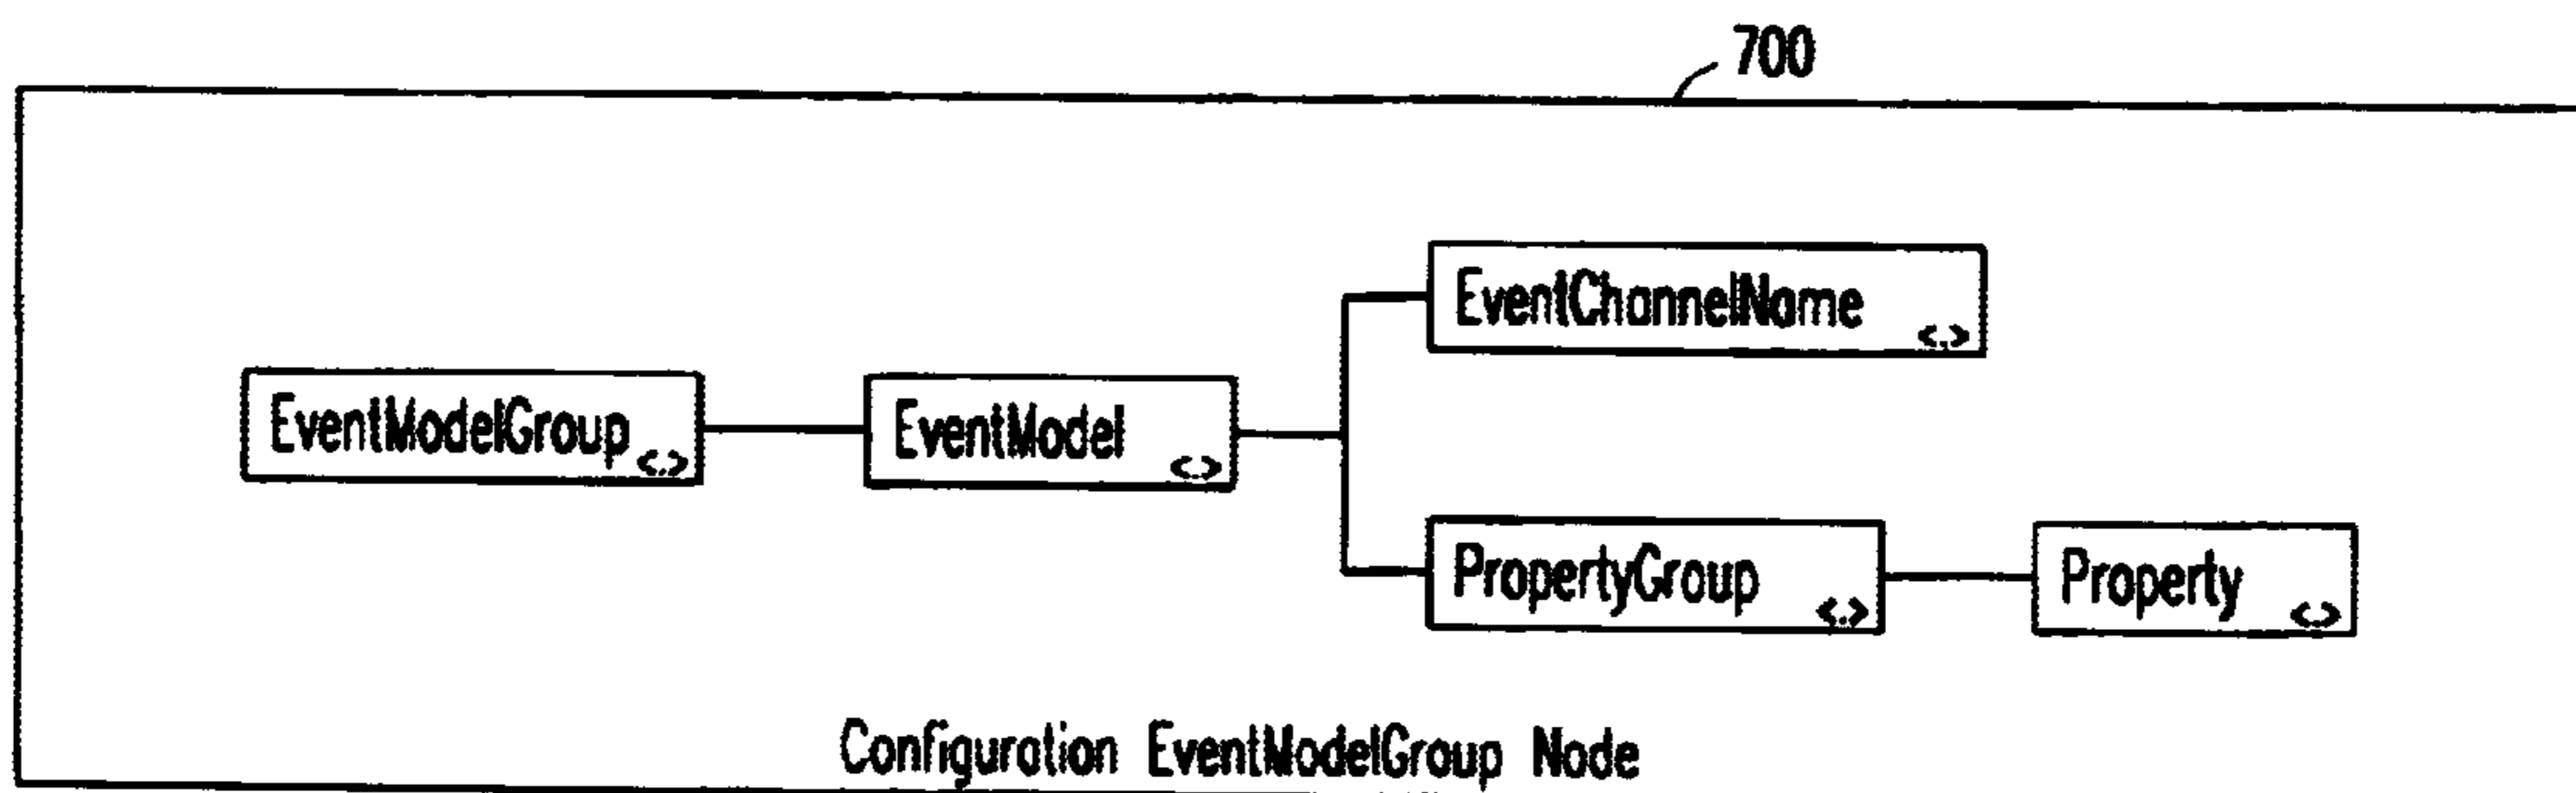 700
EventChannelName <.>
EventModelGroup <.>
EventModel <.>
PropertyGroup <.>
Property <.>
Configuration EventModelGroup Node